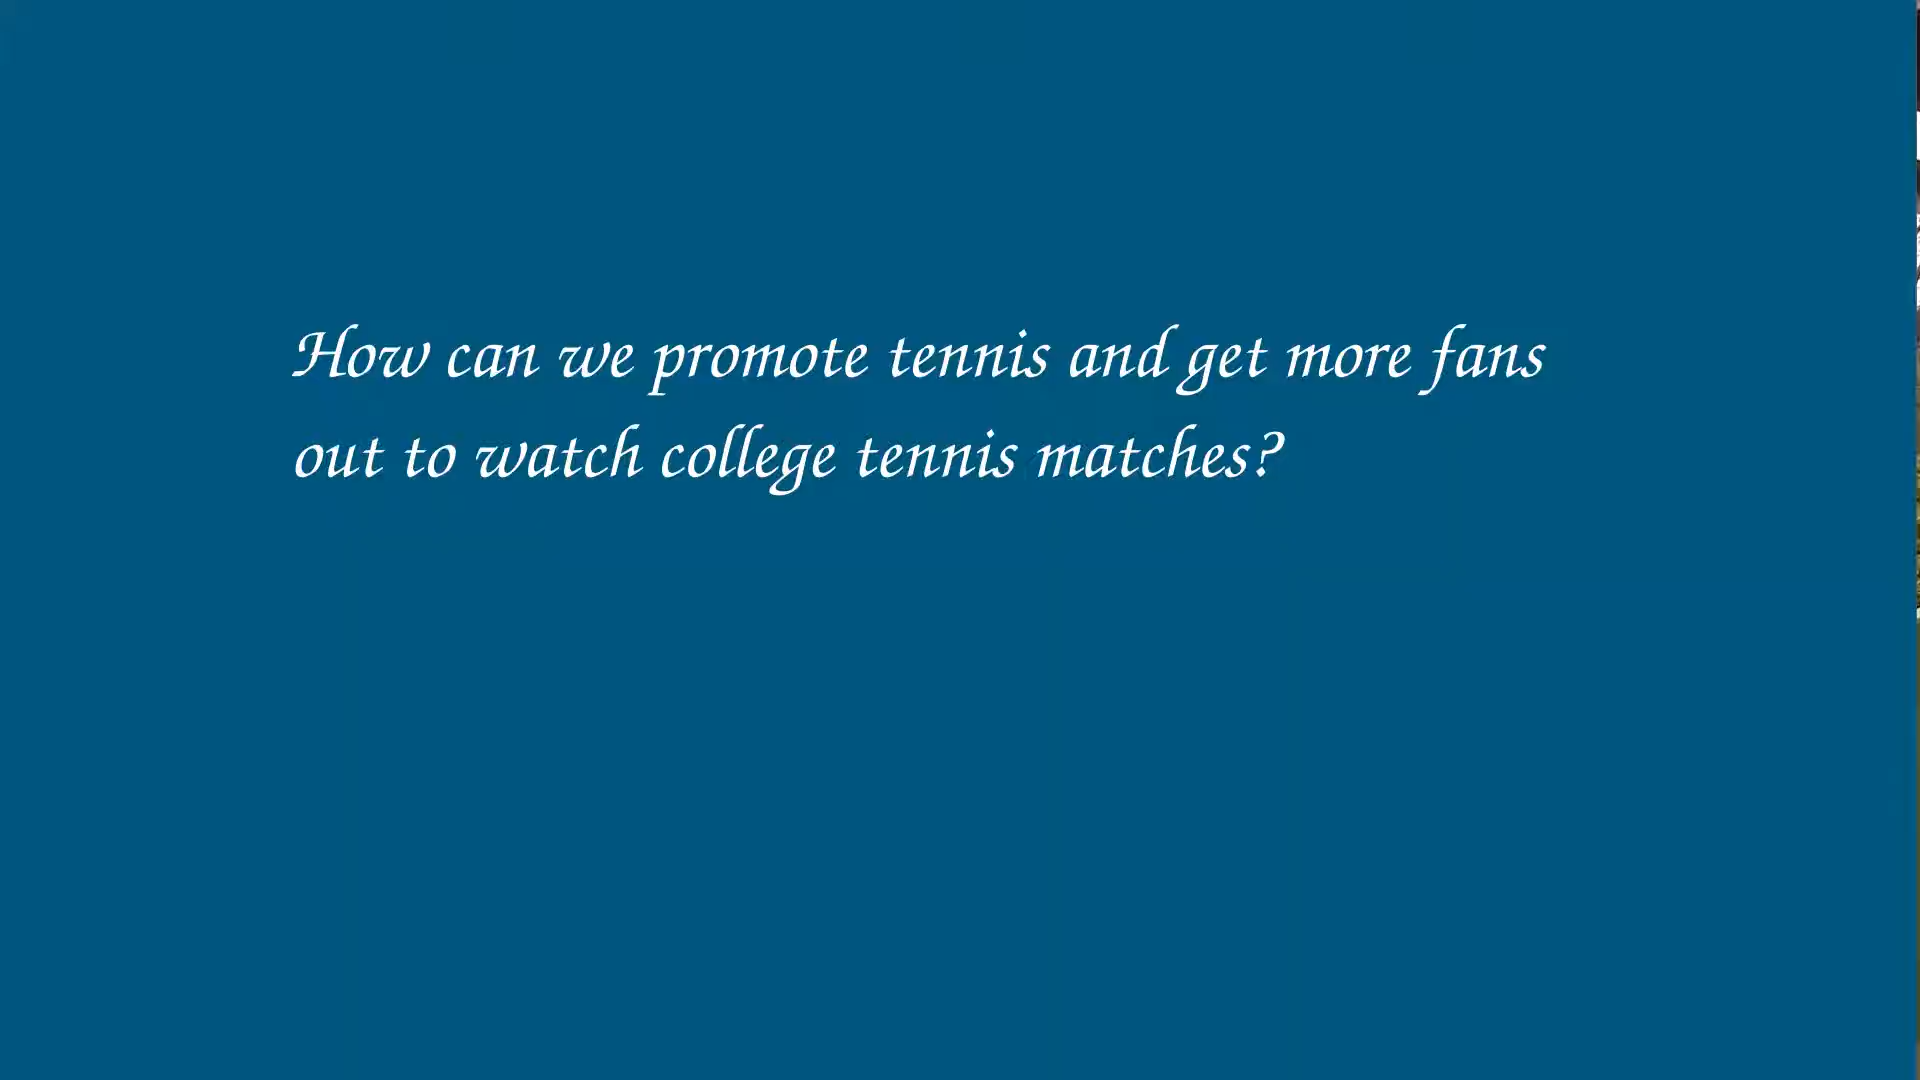 How can we promote tennis and get more fans
out to watch college tennis matches?